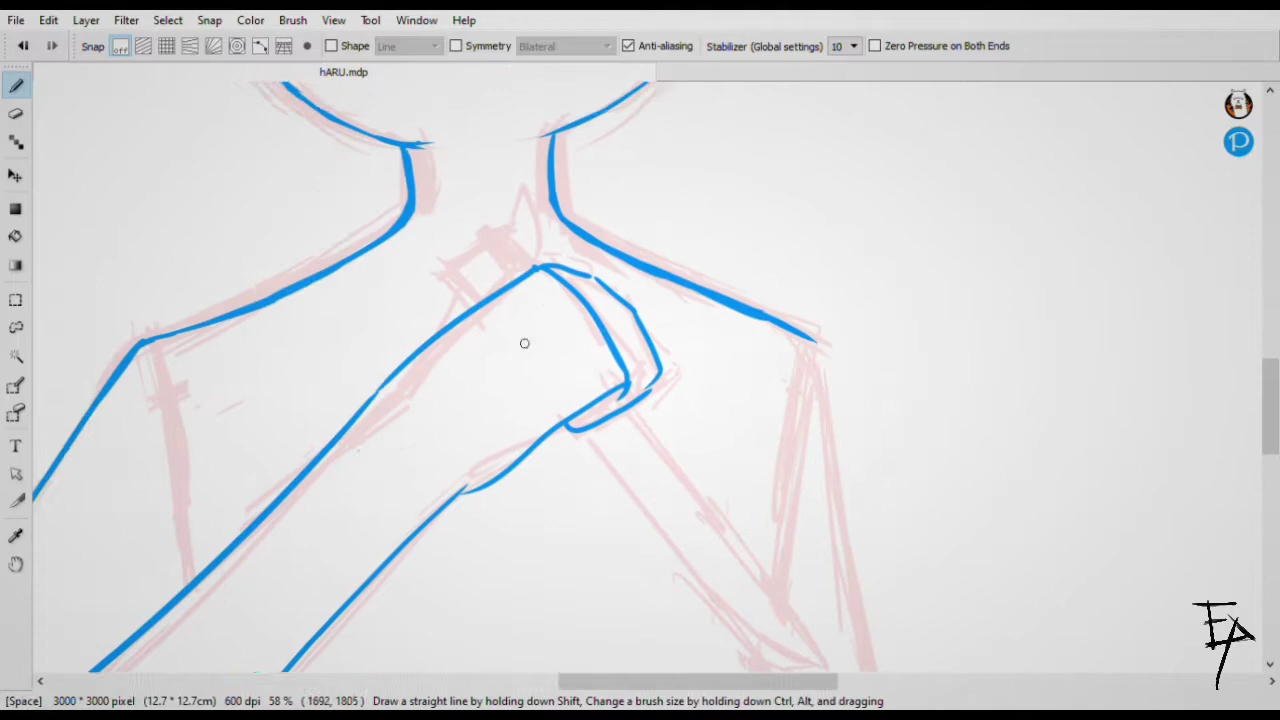 File Edit Layer Filter Select Snap Color Brush View Tool Window Help
Snap off Shape Line Symmetry Bilateral Anti-aliasing Stabilizer (Global settings) 10 Zero Pressure on Both Ends
hARU.mdp
T
EP
[Space] 3000 * 3000 pixel (12.7 * 12.7cm) 600 dpi 58 % (1692, 1805) Draw a straight line by holding down Shift, Change a brush size by holding down Ctrl, Alt, and dragging